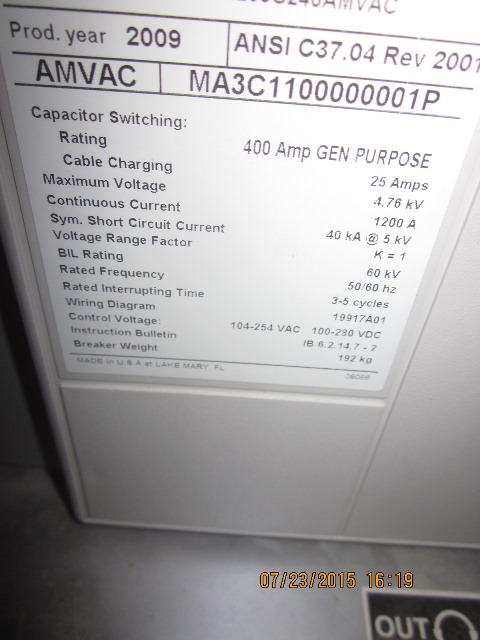 Prod. year 2009 ANSI C37.04 Rev 2001
AMVAC MA3C1100000001P
Capacitor Switching:
Rating 400 Amp GEN PURPOSE
Cable Charging 25 Amps
Maximum Voltage 4.76 kV
Continuous Current 1200 A
Sym. Short Circuit Current 40 kA @ 5 kV
Voltage Range Factor K = 1
BIL Rating 60 kV
Rated Frequency 50/60 hz
Rated Interrupting Time 3-5 cycles
Wiring Diagram 19917A01
Control Voltage: 104-254 VAC 100-280 VDC
Instruction Bulletin IB 6.2.14.7 - 2
Breaker Weight 192 kg
MADE in U.S.A at LAKE MARY, FL
07/23/2015 16:19
OUT